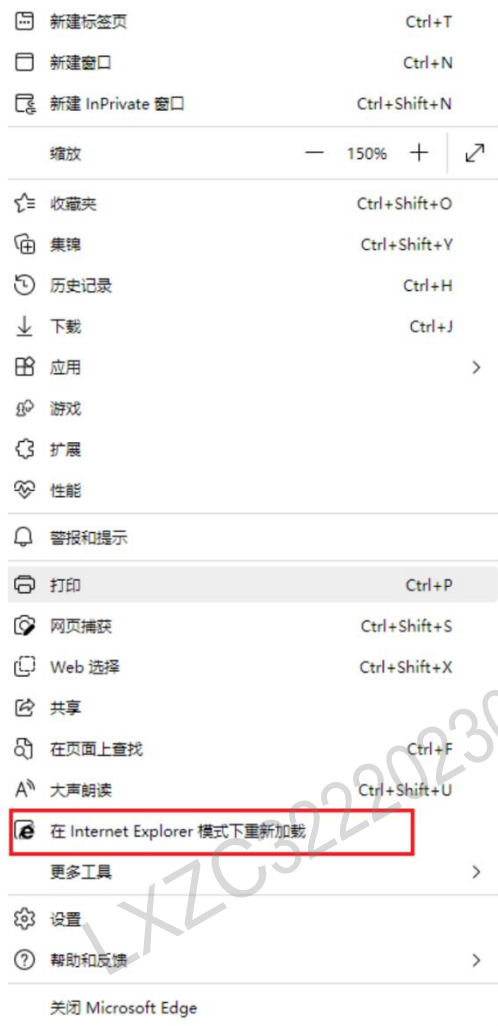 新建标签页 Ctrl+T
新建窗口 Ctrl+N
新建 InPrivate 窗口 Ctrl+Shift+N
缩放 — 150% +
收藏夹 Ctrl+Shift+O
集锦 Ctrl+Shift+Y
历史记录 Ctrl+H
下载 Ctrl+J
应用
游戏
扩展
性能
警报和提示
打印 Ctrl+P
网页捕获 Ctrl+Shift+S
Web 选择 Ctrl+Shift+X
共享
在页面上查找 Ctrl+F
大声朗读 Ctrl+Shift+U
在 Internet Explorer 模式下重新加载
更多工具
设置
帮助和反馈
关闭 Microsoft Edge
LXZC32220230